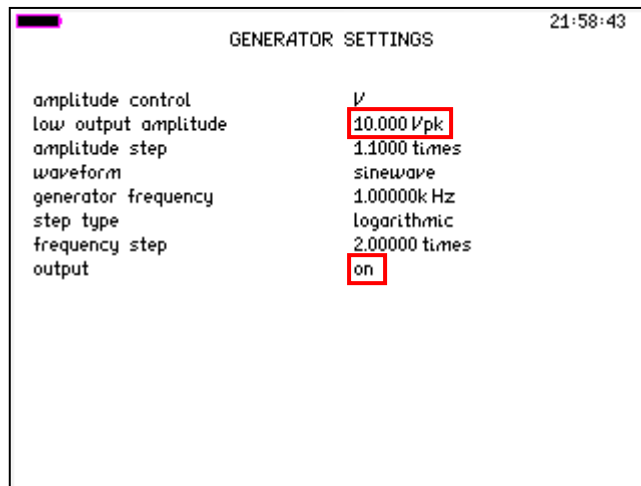 21:58:43
GENERATOR SETTINGS
amplitude control V
low output amplitude 10.000 Vpk
amplitude step 1.1000 times
waveform sinewave
generator frequency 1.00000k Hz
step type logarithmic
frequency step 2.00000 times
output on